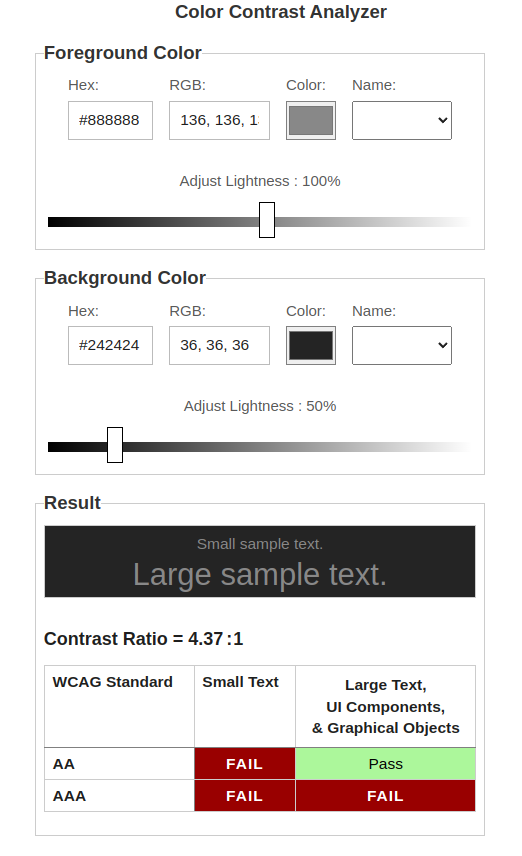 Color Contrast Analyzer
Foreground Color
Hex: RGB: Color: Name:
#888888 136, 136, 1
Adjust Lightness : 100%
Background Color
Hex: RGB: Color: Name:
#242424 36, 36, 36
Adjust Lightness : 50%
Result
Small sample text.
Large sample text.
Contrast Ratio = 4.37:1
WCAG Standard Small Text Large Text,
UI Components,
& Graphical Objects
AA FAIL Pass
AAA FAIL FAIL